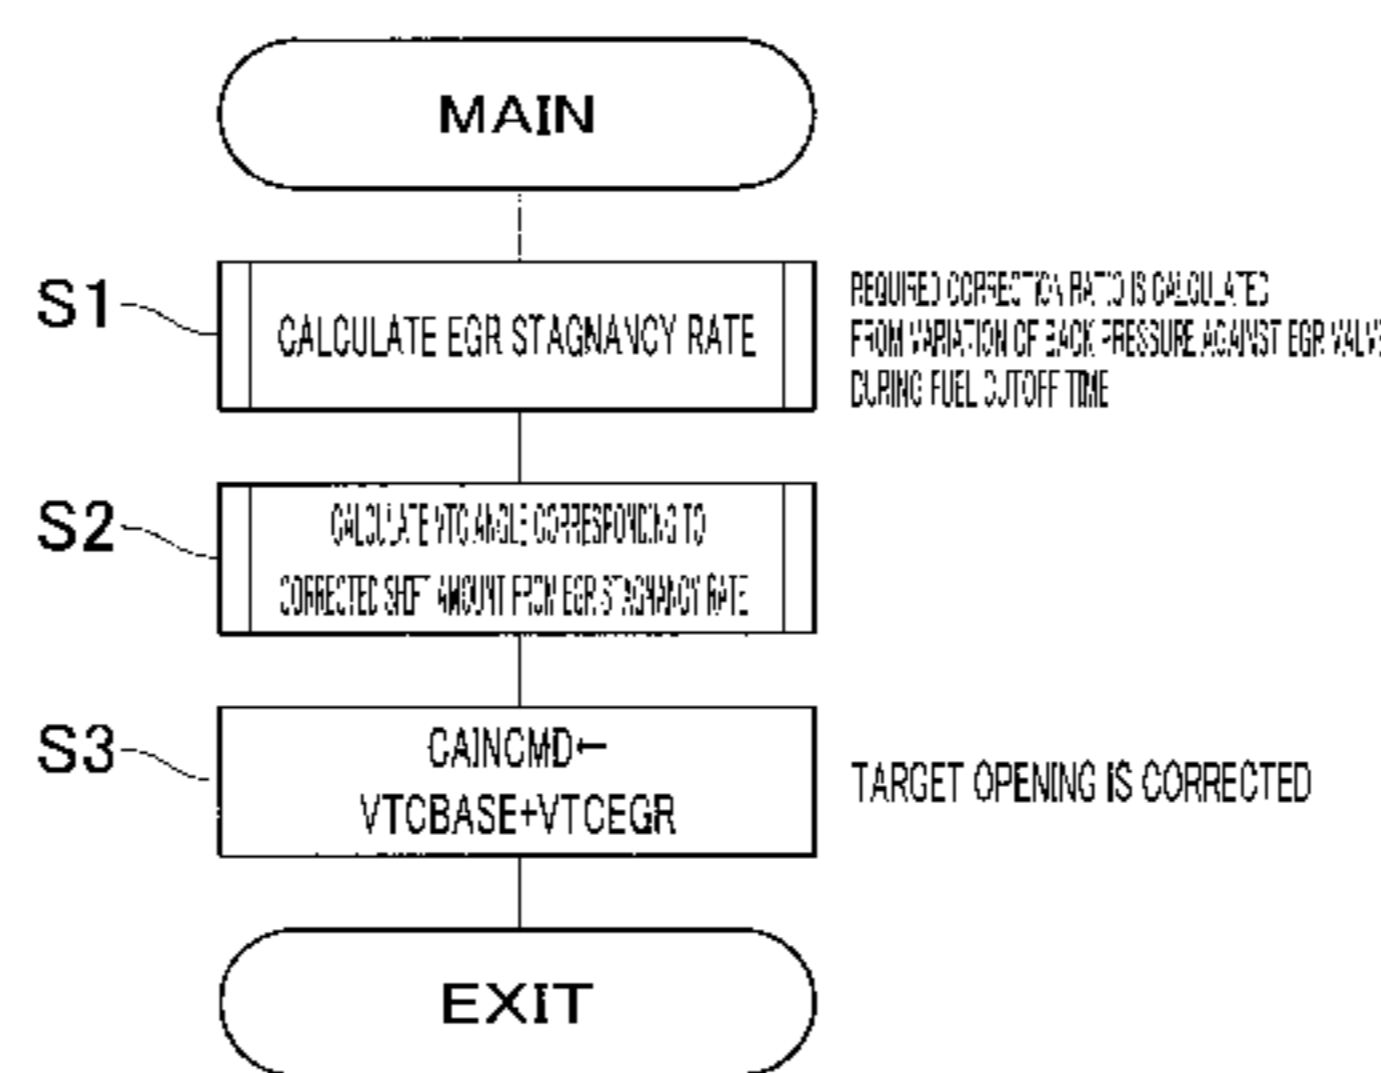 MAIN
S1
CALCULATE EGR STAGNANCY RATE
REQUIRED CORRECTION RATIO IS CALCULATED
FROM VARIATION OF BACK PRESSURE AGAINST EGR VALVE
DURING FUEL CUTOFF TIME
S2
CALCULATE VTC ANGLE CORRESPONDING TO
CORRECTED SHIFT AMOUNT FROM EGR STAGNANCY RATE
S3
CAINCMD←
VTCBASE+VTCEGR
TARGET OPENING IS CORRECTED
EXIT